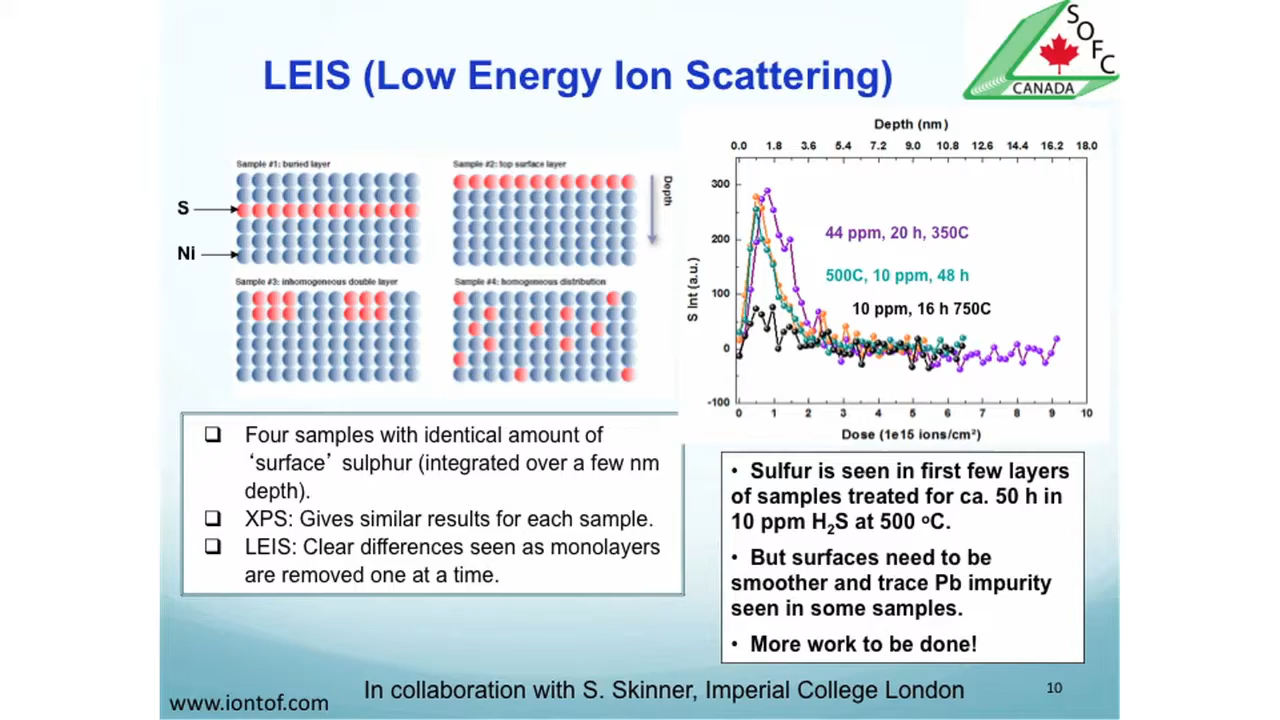 LEIS (Low Energy Ion Scattering)
SOFC
CANADA
Sample #1: buried layer
Sample #2: top surface layer
Depth
S
Ni
Sample #3: inhomogeneous double layer
Sample #4: homogeneous distribution
Depth (nm)
0.0 1.8 3.6 5.4 7.2 9.0 10.8 12.6 14.4 16.2 18.0
300
200
100
0
-100
S Int (a.u.)
44 ppm, 20 h, 350C
500C, 10 ppm, 48 h
10 ppm, 16 h 750C
0 1 2 3 4 5 6 7 8 9 10
Dose (1e15 ions/cm²)
❑ Four samples with identical amount of
‘surface’ sulphur (integrated over a few nm
depth).
❑ XPS: Gives similar results for each sample.
❑ LEIS: Clear differences seen as monolayers
are removed one at a time.
• Sulfur is seen in first few layers
of samples treated for ca. 50 h in
10 ppm H₂S at 500 ºC.
• But surfaces need to be
smoother and trace Pb impurity
seen in some samples.
• More work to be done!
www.iontof.com
In collaboration with S. Skinner, Imperial College London
10